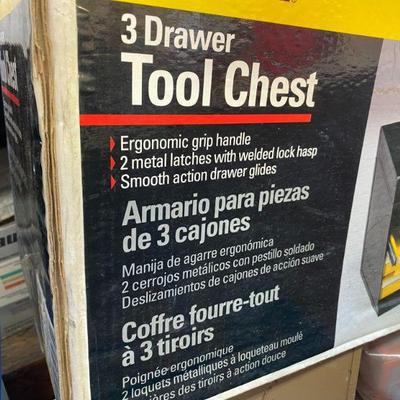 3 Drawer
Tool Chest
Ergonomic grip handle
2 metal latches with welded lock hasp
Smooth action drawer glides
Armario para piezas
de 3 cajones
Manija de agarre ergonómica
2 cerrojos metálicos con pestillo soldado
Deslizamientos de cajones de acción suave
Coffre fourre-tout
à 3 tiroirs
Poignée ergonomique
2 loquets métalliques à loqueteau moulé
des tiroirs à action douce